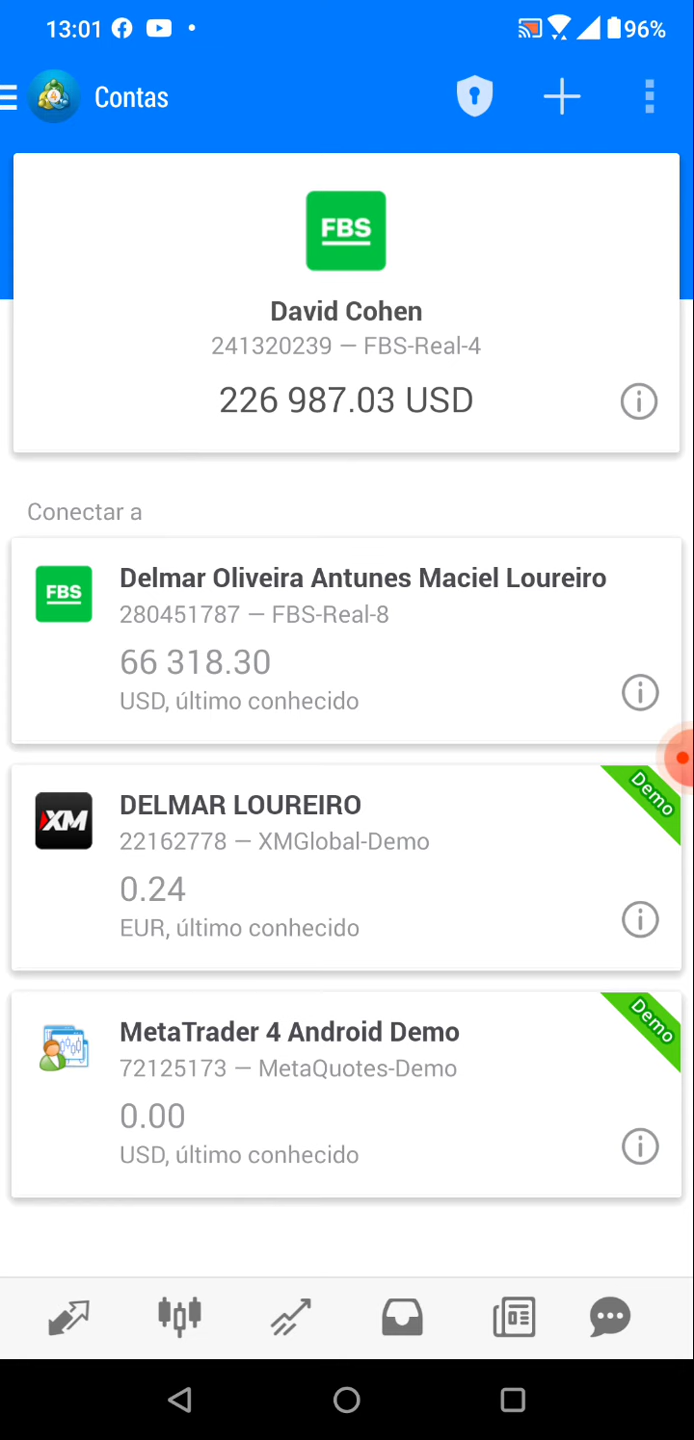 13:01 96%
Contas
FBS
David Cohen
241320239 — FBS-Real-4
226 987.03 USD
Conectar a
FBS
Delmar Oliveira Antunes Maciel Loureiro
280451787 — FBS-Real-8
66 318.30
USD, último conhecido
Demo
XM
DELMAR LOUREIRO
22162778 — XMGlobal-Demo
0.24
EUR, último conhecido
Demo
MetaTrader 4 Android Demo
72125173 — MetaQuotes-Demo
0.00
USD, último conhecido